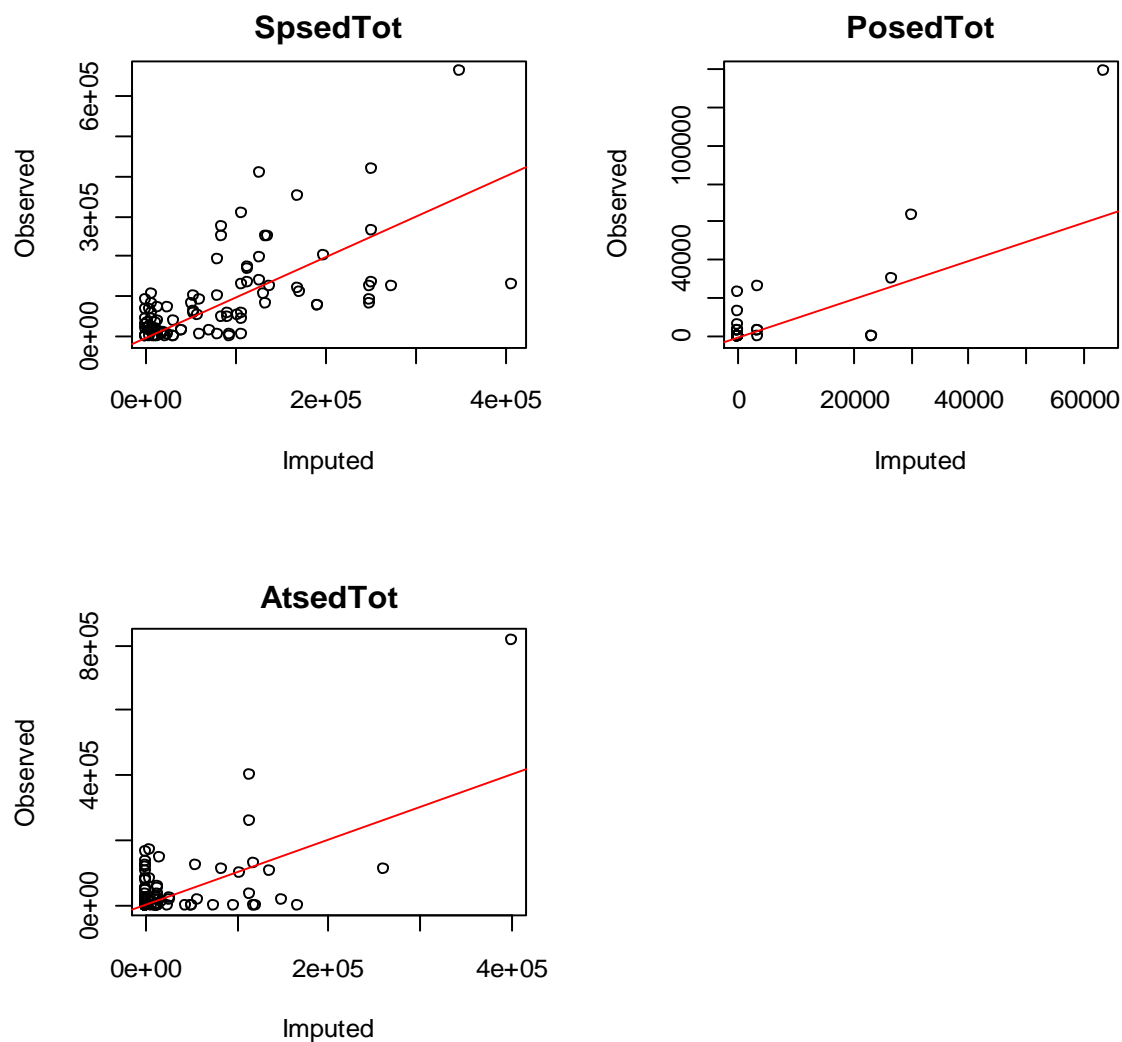 SpsedTot
Observed
6e+05
3e+05
0e+00
0e+00 2e+05 4e+05
Imputed
PosedTot
Observed
100000
40000
0
0 20000 40000 60000
Imputed
AtsedTot
Observed
8e+05
4e+05
0e+00
0e+00 2e+05 4e+05
Imputed